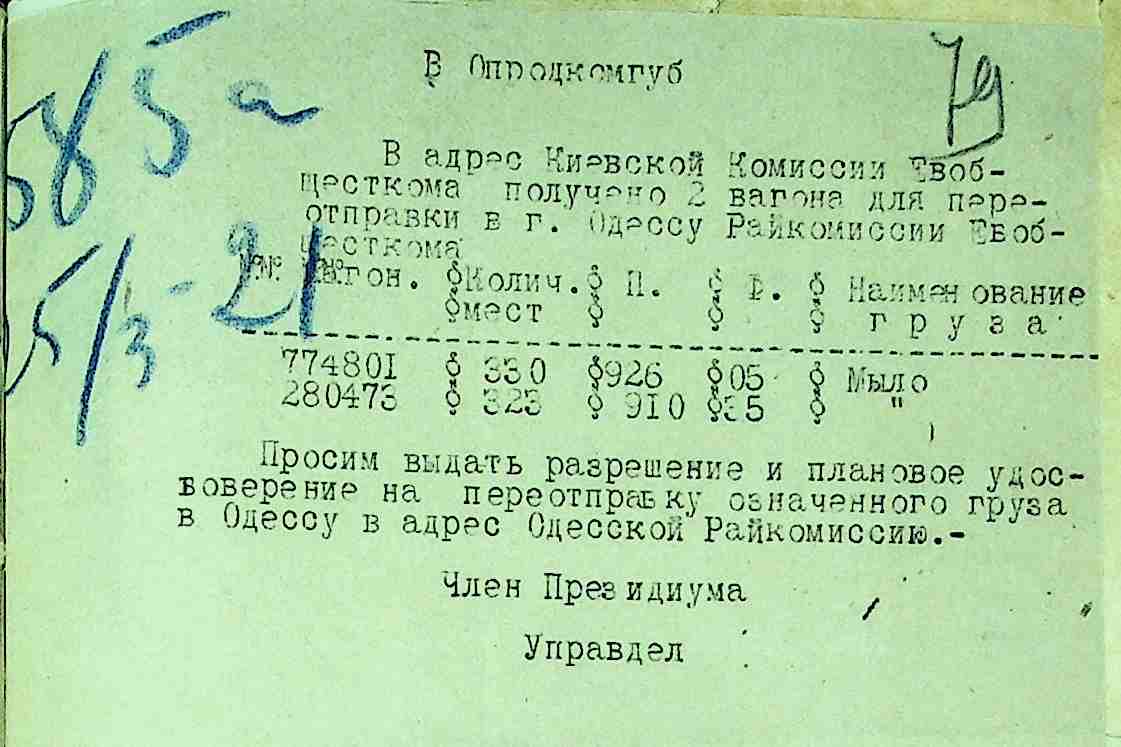 585а
5/3-21
79
В Опродкомгуб
В адрес Киевской Комиссии Евоб-
щесткома получено 2 вагона для пере-
отправки в г. Одессу Райкомиссии Евоб-
щесткома
№№ вагон. Колич. П. Ф. Наименование
мест груза
774801 330 926 05 Мыло
280473 323 910 35 "
Просим выдать разрешение и плановое удос-
воверение на переотправку означенного груза
в Одессу в адрес Одесской Райкомиссию.-
Член Президиума
Управдел